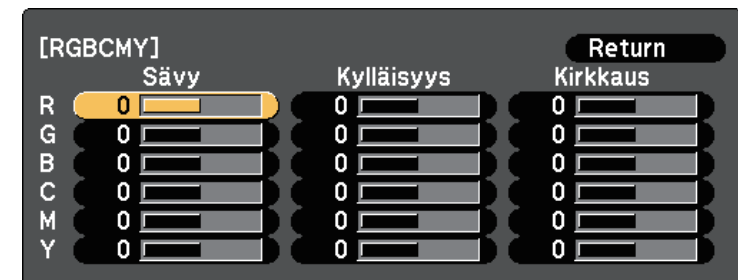 [RGBCMY] Return
Sävy Kylläisyys Kirkkaus
R 0 0 0
G 0 0 0
B 0 0 0
C 0 0 0
M 0 0 0
Y 0 0 0